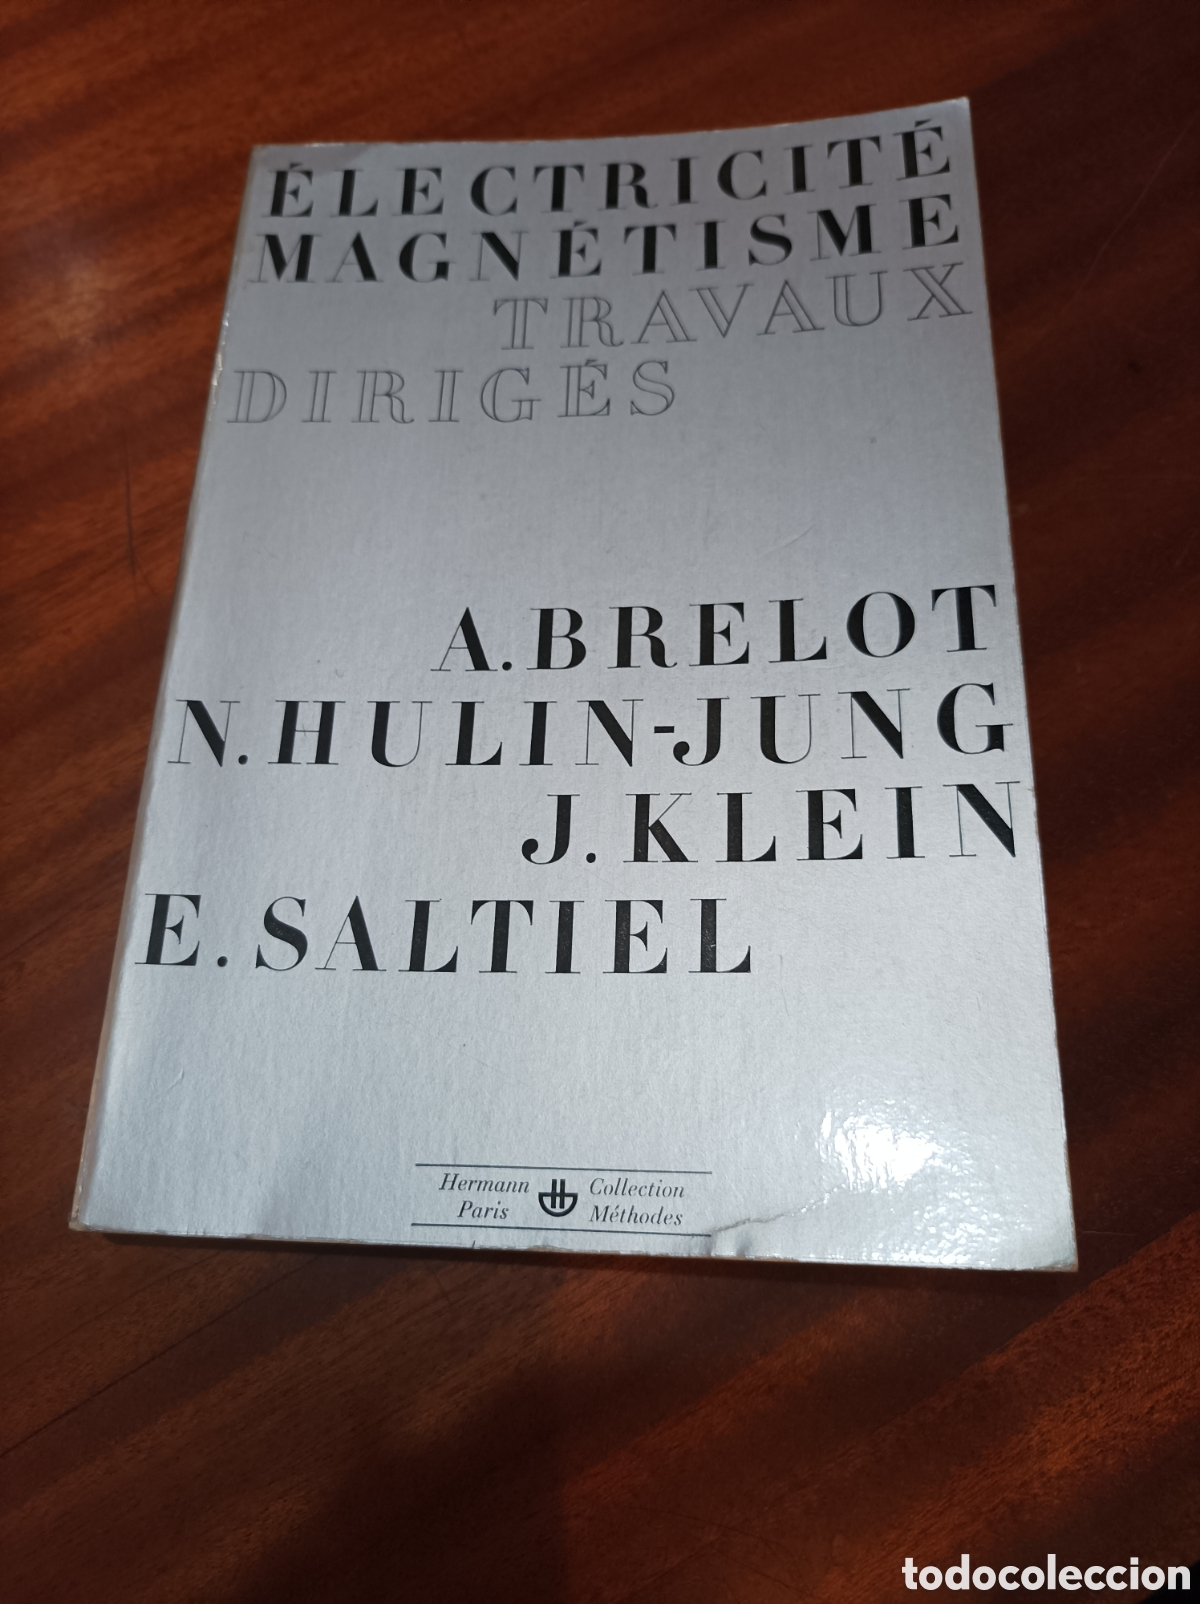 ÉLECTRICITÉ
MAGNÉTISME
TRAVAUX
DIRIGÉS
A. BRELOT
N. HULIN-JUNG
J. KLEIN
E. SALTIEL
Hermann
Paris
H
Collection
Méthodes
todocoleccion